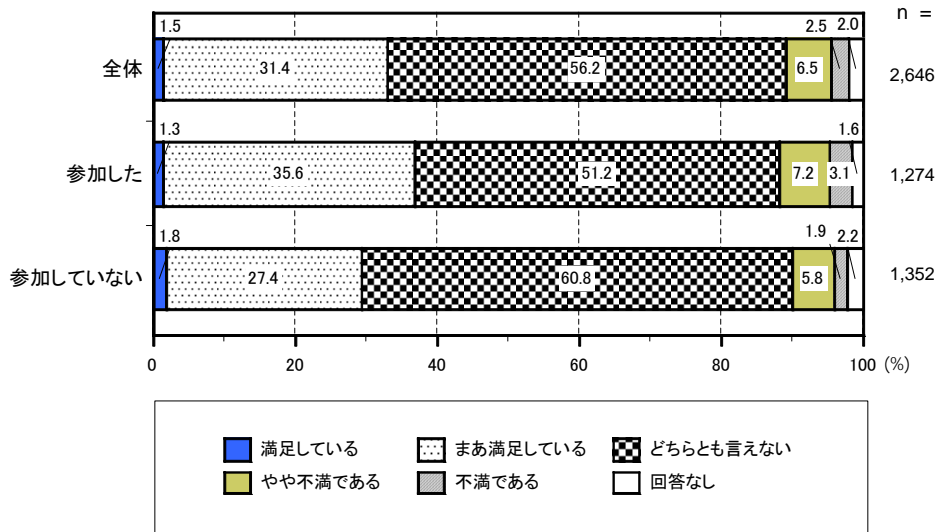 n =
1.5 2.5 2.0
全体 31.4 56.2 6.5 2,646
1.3 1.6
参加した 35.6 51.2 7.2 3.1 1,274
1.8 1.9 2.2
参加していない 27.4 60.8 5.8 1,352
0 20 40 60 80 100 (%)
満足している まあ満足している どちらとも言えない
やや不満である 不満である 回答なし